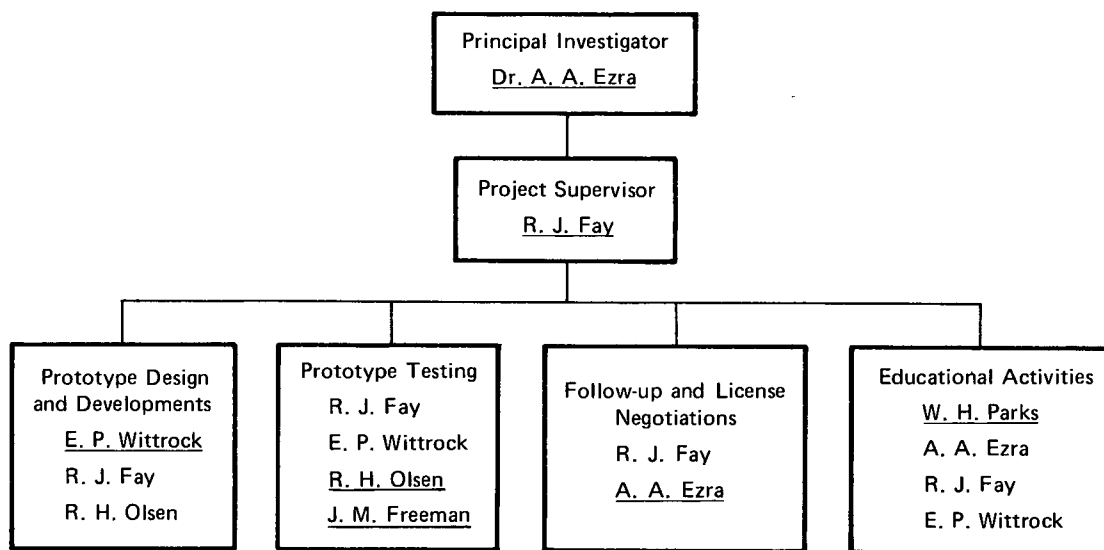 Principal Investigator
Dr. A. A. Ezra
Project Supervisor
R. J. Fay
Prototype Design
and Developments
E. P. Wittrock
R. J. Fay
R. H. Olsen
Prototype Testing
R. J. Fay
E. P. Wittrock
R. H. Olsen
J. M. Freeman
Follow-up and License
Negotiations
R. J. Fay
A. A. Ezra
Educational Activities
W. H. Parks
A. A. Ezra
R. J. Fay
E. P. Wittrock